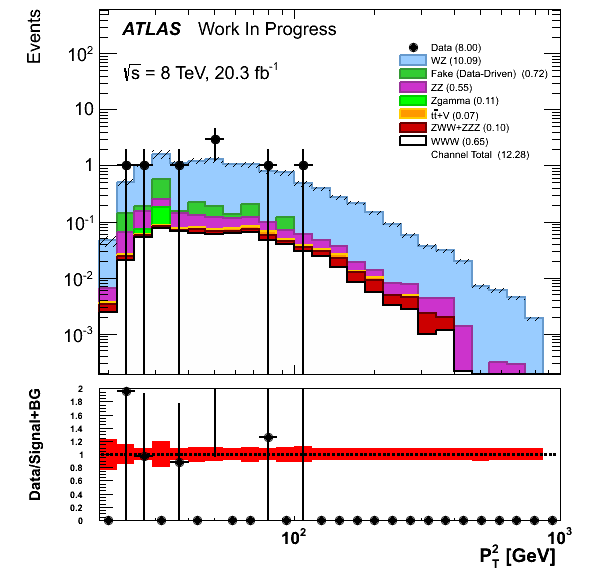 Events
ATLAS Work In Progress
√s = 8 TeV, 20.3 fb⁻¹
Data (8.00)
WZ (10.09)
Fake (Data-Driven) (0.72)
ZZ (0.55)
Zgamma (0.11)
tt̄+V (0.07)
ZWW+ZZZ (0.10)
WWW (0.65)
Channel Total (12.28)
10²
10
1
10⁻¹
10⁻²
10⁻³
Data/Signal+BG
2
1.8
1.6
1.4
1.2
1
0.8
0.6
0.4
0.2
0
10² 10³
P²_T [GeV]